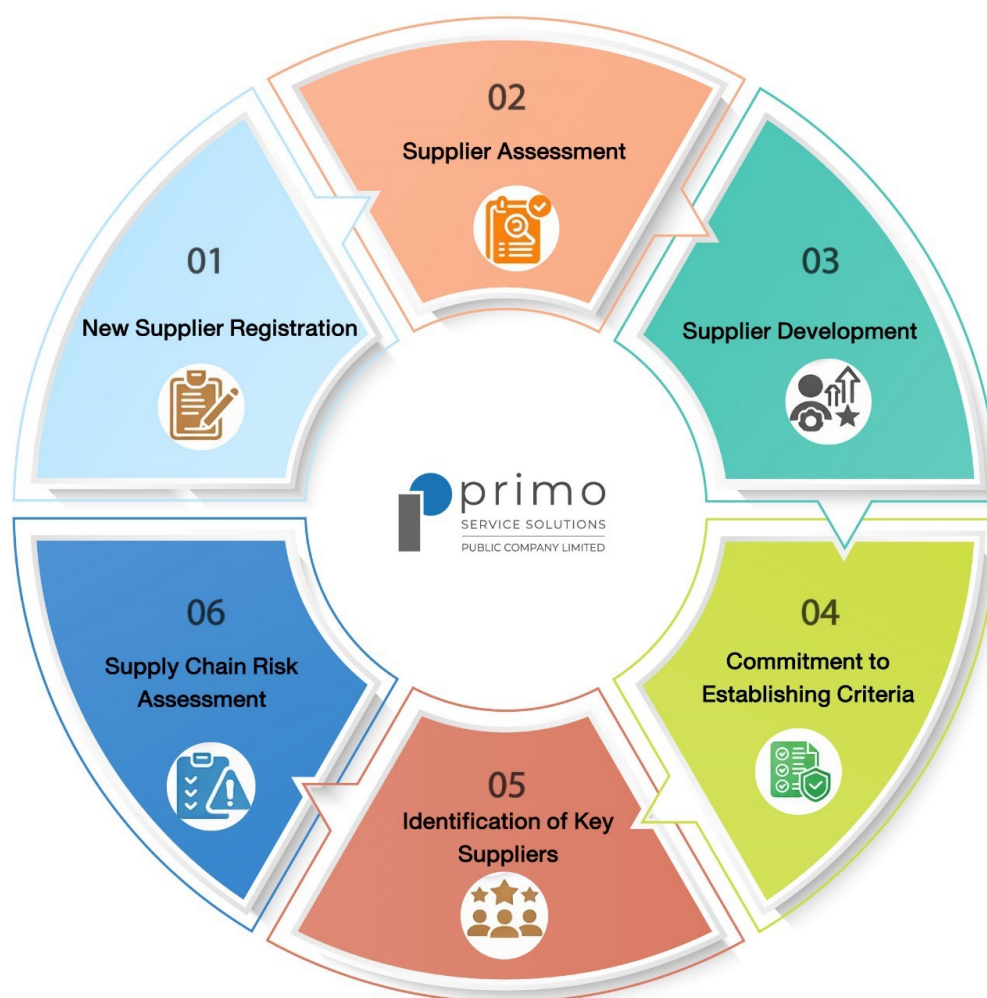 01
New Supplier Registration
02
Supplier Assessment
03
Supplier Development
04
Commitment to
Establishing Criteria
05
Identification of Key
Suppliers
06
Supply Chain Risk
Assessment
primo
SERVICE SOLUTIONS
PUBLIC COMPANY LIMITED